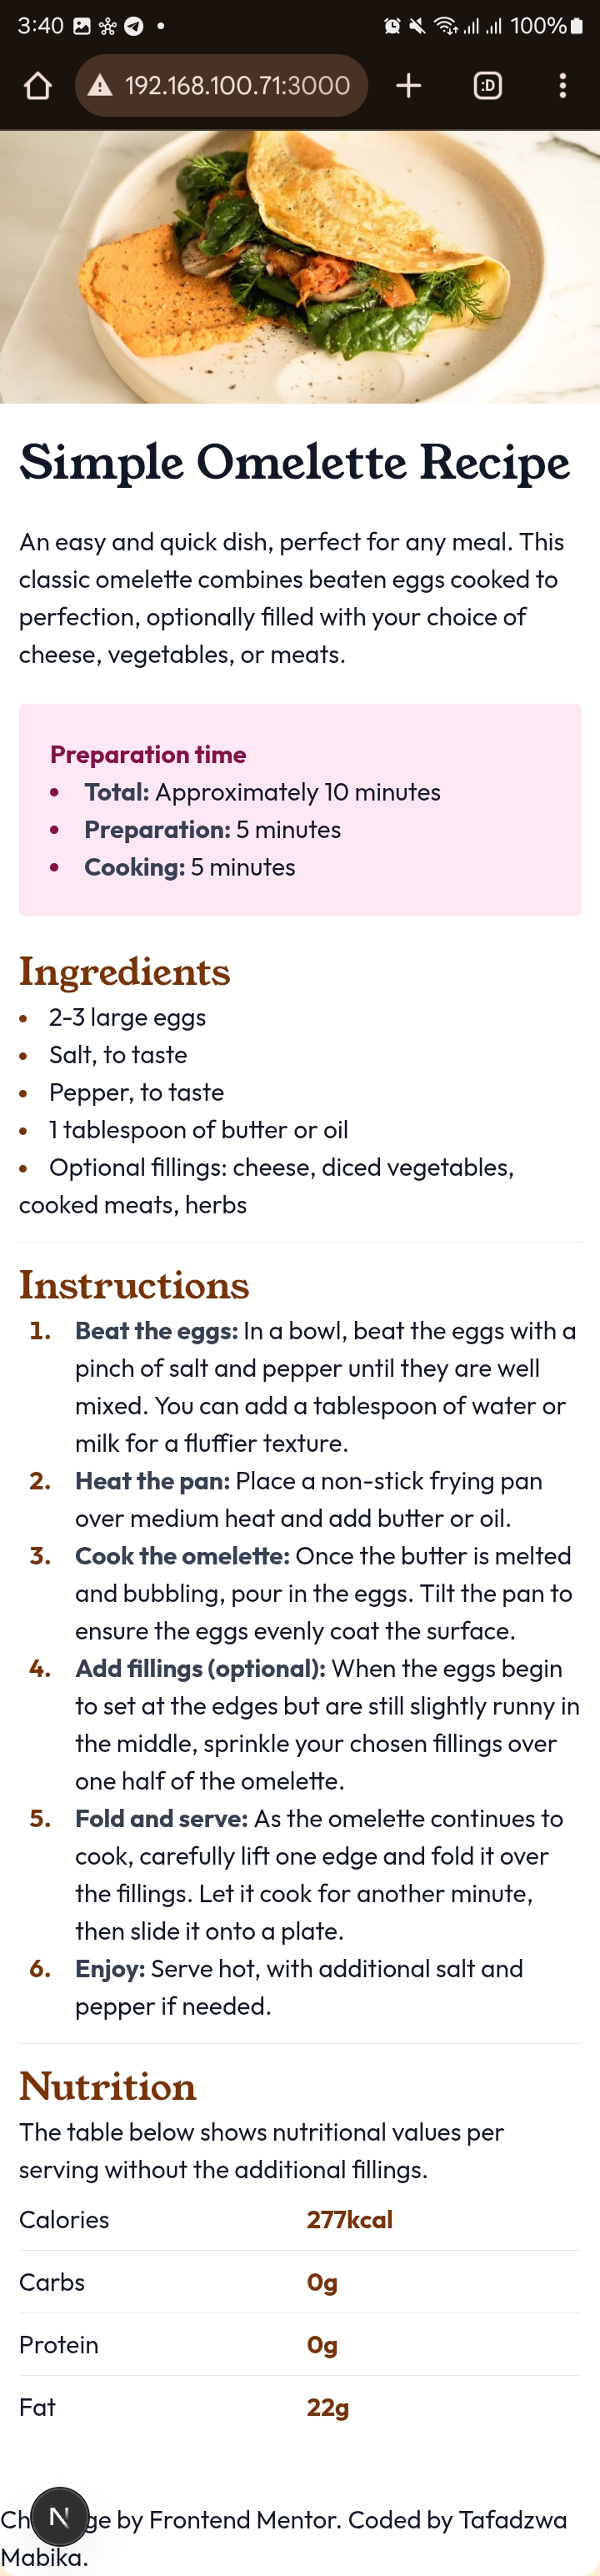 3:40
100%
192.168.100.71:3000
:D
Simple Omelette Recipe
An easy and quick dish, perfect for any meal. This
classic omelette combines beaten eggs cooked to
perfection, optionally filled with your choice of
cheese, vegetables, or meats.
Preparation time
• Total: Approximately 10 minutes
• Preparation: 5 minutes
• Cooking: 5 minutes
Ingredients
• 2-3 large eggs
• Salt, to taste
• Pepper, to taste
• 1 tablespoon of butter or oil
• Optional fillings: cheese, diced vegetables,
cooked meats, herbs
Instructions
1. Beat the eggs: In a bowl, beat the eggs with a
pinch of salt and pepper until they are well
mixed. You can add a tablespoon of water or
milk for a fluffier texture.
2. Heat the pan: Place a non-stick frying pan
over medium heat and add butter or oil.
3. Cook the omelette: Once the butter is melted
and bubbling, pour in the eggs. Tilt the pan to
ensure the eggs evenly coat the surface.
4. Add fillings (optional): When the eggs begin
to set at the edges but are still slightly runny in
the middle, sprinkle your chosen fillings over
one half of the omelette.
5. Fold and serve: As the omelette continues to
cook, carefully lift one edge and fold it over
the fillings. Let it cook for another minute,
then slide it onto a plate.
6. Enjoy: Serve hot, with additional salt and
pepper if needed.
Nutrition
The table below shows nutritional values per
serving without the additional fillings.
Calories 277kcal
Carbs 0g
Protein 0g
Fat 22g
N
by Frontend Mentor. Coded by Tafadzwa
Mabika.